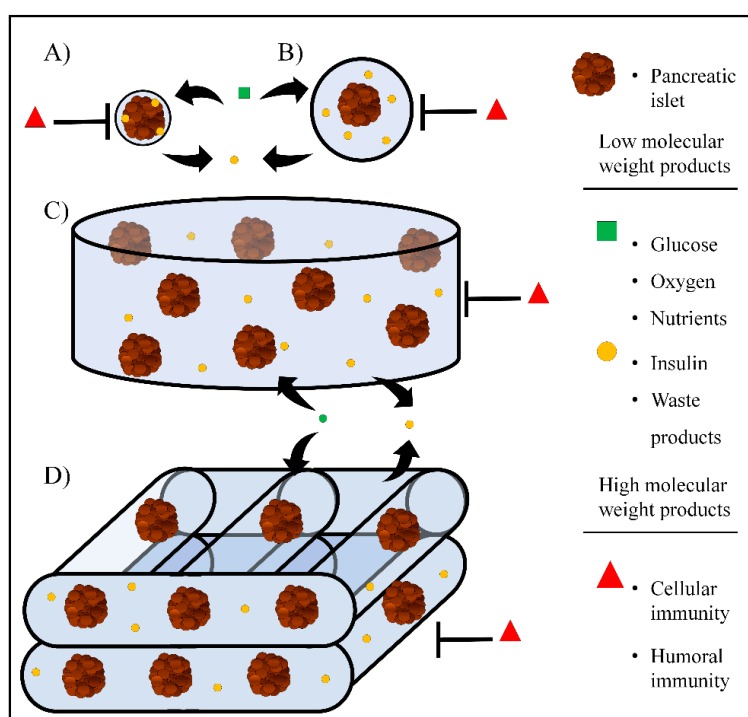 A)
B)
C)
D)
• Pancreatic
islet
Low molecular
weight products
• Glucose
• Oxygen
• Nutrients
• Insulin
• Waste
products
High molecular
weight products
• Cellular
immunity
• Humoral
immunity